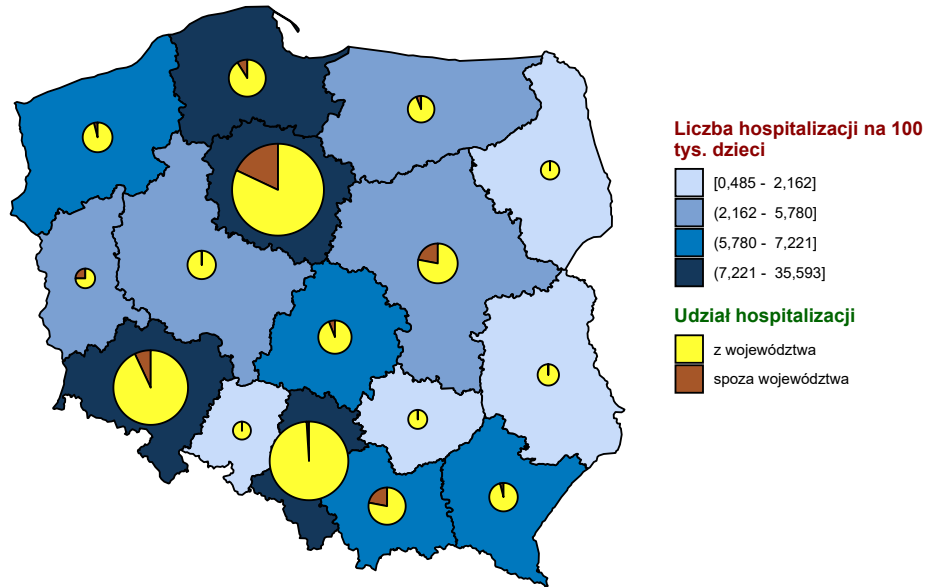 Liczba hospitalizacji na 100
tys. dzieci
[0,485 - 2,162]
(2,162 - 5,780]
(5,780 - 7,221]
(7,221 - 35,593]
Udział hospitalizacji
z województwa
spoza województwa